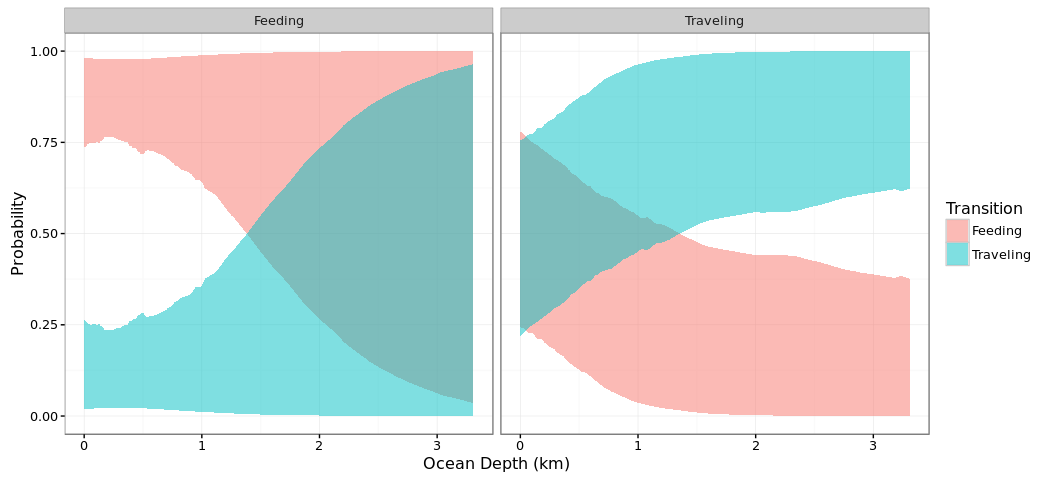 Feeding
Traveling
Probability
1.00
0.75
0.50
0.25
0.00
0 1 2 3
0 1 2 3
Ocean Depth (km)
Transition
Feeding
Traveling